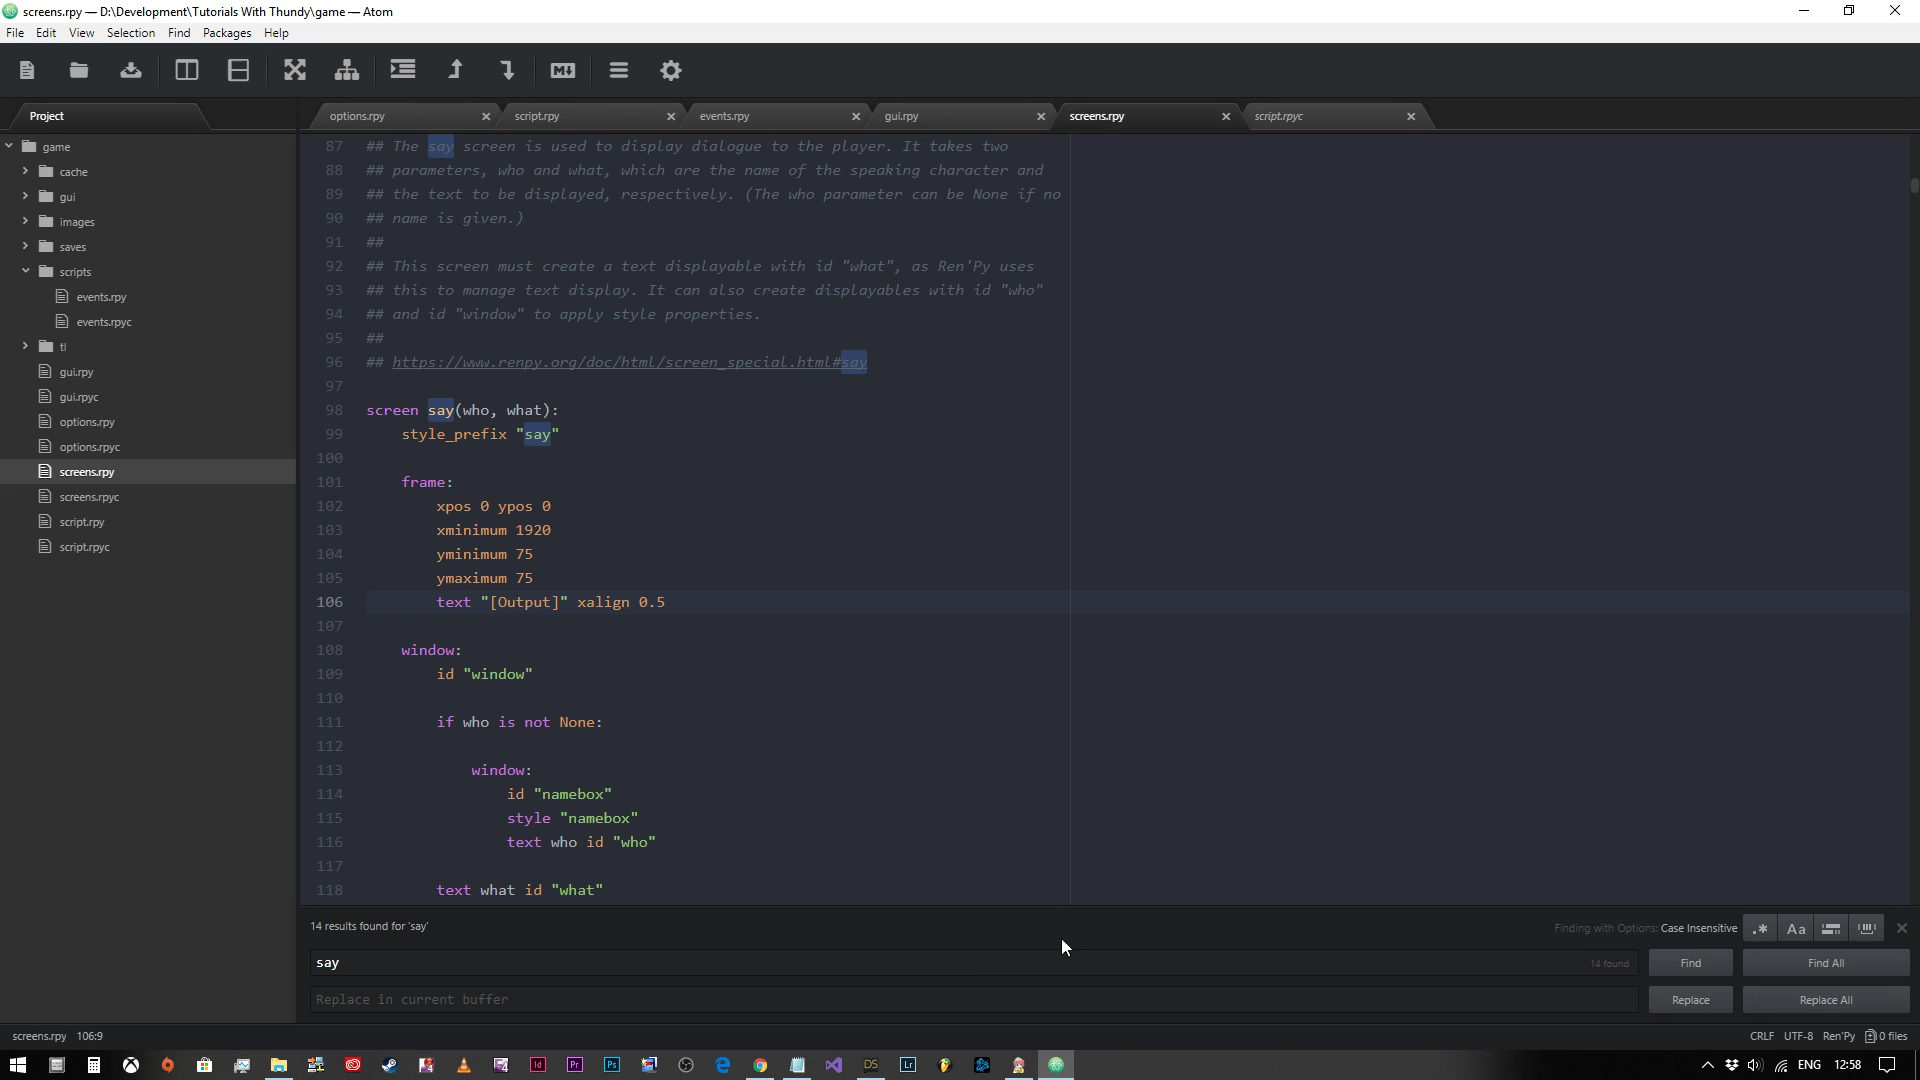 screens.rpy — D:\Development\Tutorials With Thundy\game — Atom
File Edit View Selection Find Packages Help
Project
options.rpy script.rpy events.rpy gui.rpy screens.rpy script.rpyc
game
cache
gui
images
saves
scripts
events.rpy
events.rpyc
tl
gui.rpy
gui.rpyc
options.rpy
options.rpyc
screens.rpy
screens.rpyc
script.rpy
script.rpyc
87 ## The say screen is used to display dialogue to the player. It takes two
88 ## parameters, who and what, which are the name of the speaking character and
89 ## the text to be displayed, respectively. (The who parameter can be None if no
90 ## name is given.)
91 ##
92 ## This screen must create a text displayable with id "what", as Ren'Py uses
93 ## this to manage text display. It can also create displayables with id "who"
94 ## and id "window" to apply style properties.
95 ##
96 ## https://www.renpy.org/doc/html/screen_special.html#say
97
98 screen say(who, what):
99 style_prefix "say"
100
101 frame:
102 xpos 0 ypos 0
103 xminimum 1920
104 yminimum 75
105 ymaximum 75
106 text "[Output]" xalign 0.5
107
108 window:
109 id "window"
110
111 if who is not None:
112
113 window:
114 id "namebox"
115 style "namebox"
116 text who id "who"
117
118 text what id "what"
14 results found for 'say'
Finding with Options: Case Insensitive .* Aa
say 14 found Find Find All
Replace in current buffer Replace Replace All
screens.rpy 106:9 CRLF UTF-8 Ren'Py 0 files
Id Pr Ps DS Lr ENG 12:58